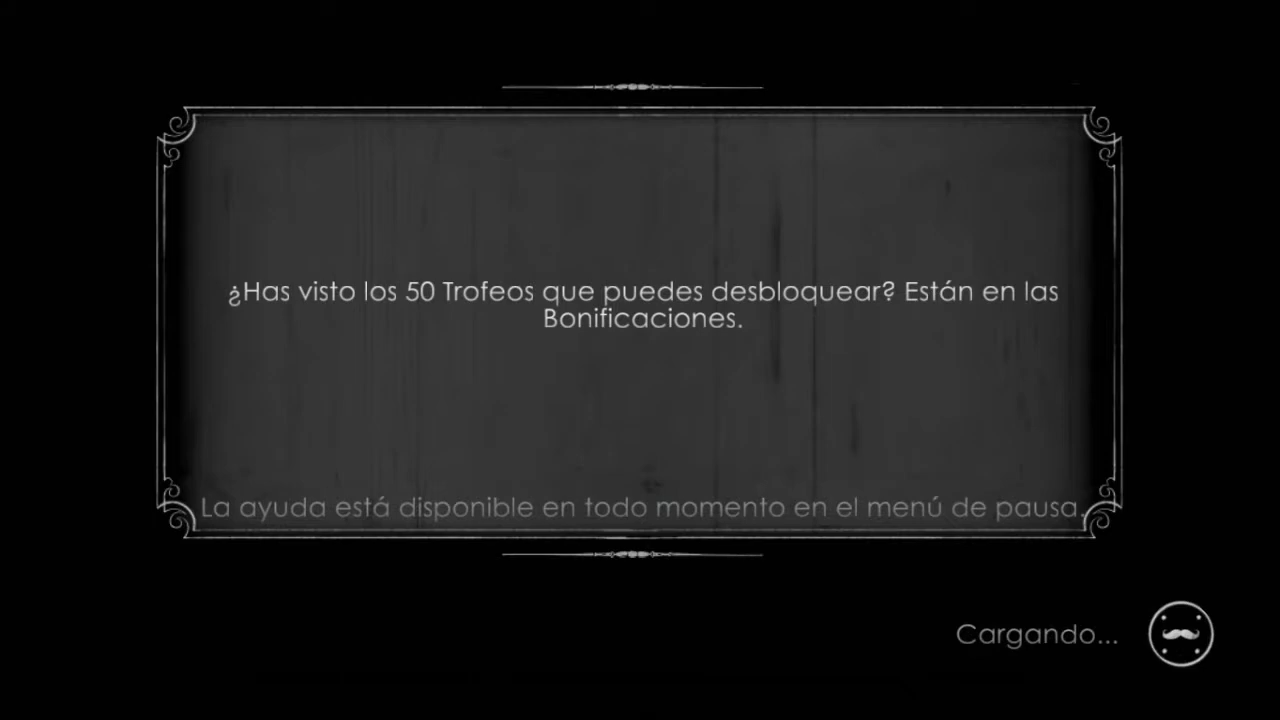 ¿Has visto los 50 Trofeos que puedes desbloquear? Están en las
Bonificaciones.
La ayuda está disponible en todo momento en el menú de pausa.
Cargando...